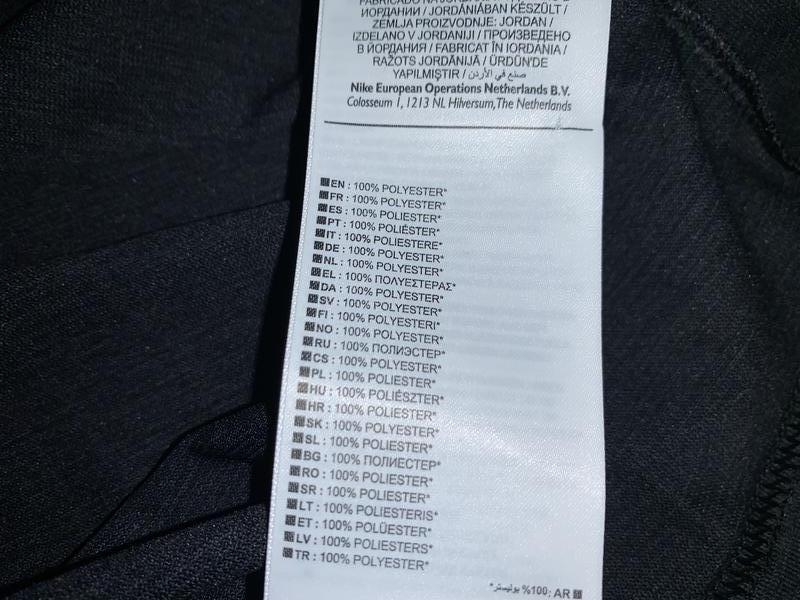 FABRICADO NA JORDÂNIA
ИОРДАНИИ / JORDÁNIÁBAN KÉSZÜLT /
ZEMLJA PROIZVODNJE: JORDAN /
IZDELANO V JORDANIJI / ПРОИЗВЕДЕНО
В ЙОРДАНИЯ / FABRICAT ÎN IORDANIA /
RAŽOTS JORDĀNIJĀ / ÜRDÜN'DE
YAPILMIŞTIR / صنع في الأردن
Nike European Operations Netherlands B.V.
Colosseum 1, 1213 NL Hilversum, The Netherlands
EN : 100% POLYESTER*
FR : 100% POLYESTER*
ES : 100% POLIESTER*
PT : 100% POLIÉSTER*
IT : 100% POLIESTERE*
DE : 100% POLYESTER*
NL : 100% POLYESTER*
EL : 100% ΠΟΛΥΕΣΤΕΡΑΣ*
DA : 100% POLYESTER*
SV : 100% POLYESTER*
FI : 100% POLYESTERI*
NO : 100% POLYESTER*
RU : 100% ПОЛИЭСТЕР*
CS : 100% POLYESTER*
PL : 100% POLIESTER*
HU : 100% POLIÉSZTER*
HR : 100% POLIESTER*
SK : 100% POLYESTER*
SL : 100% POLIESTER*
BG : 100% ПОЛИЕСТЕР*
RO : 100% POLIESTER*
SR : 100% POLIESTER*
LT : 100% POLIESTERIS*
ET : 100% POLÜESTER*
LV : 100% POLIESTERS*
TR : 100% POLYESTER*
AR :100% بوليستر*